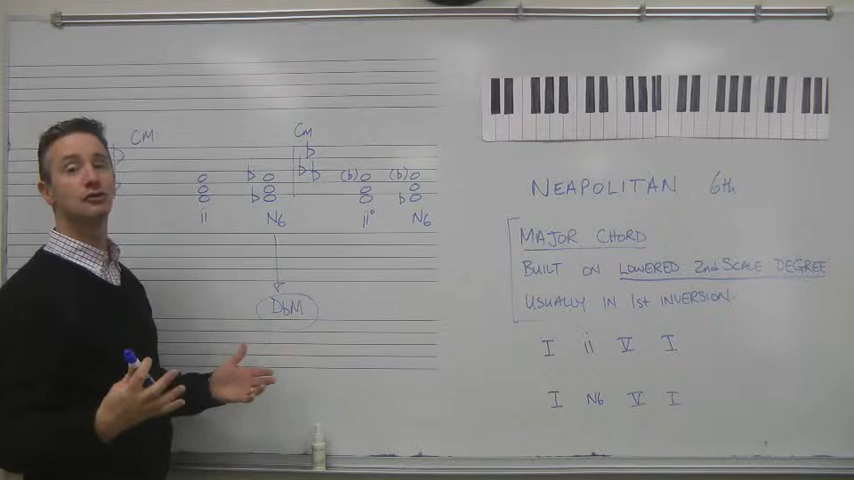 CM
Cm
ii
N6
ii°
N6
DbM
NEAPOLITAN 6th
MAJOR CHORD
BUILT ON LOWERED 2nd SCALE DEGREE
USUALLY IN 1st INVERSION.
I ii V I
I N6 V I